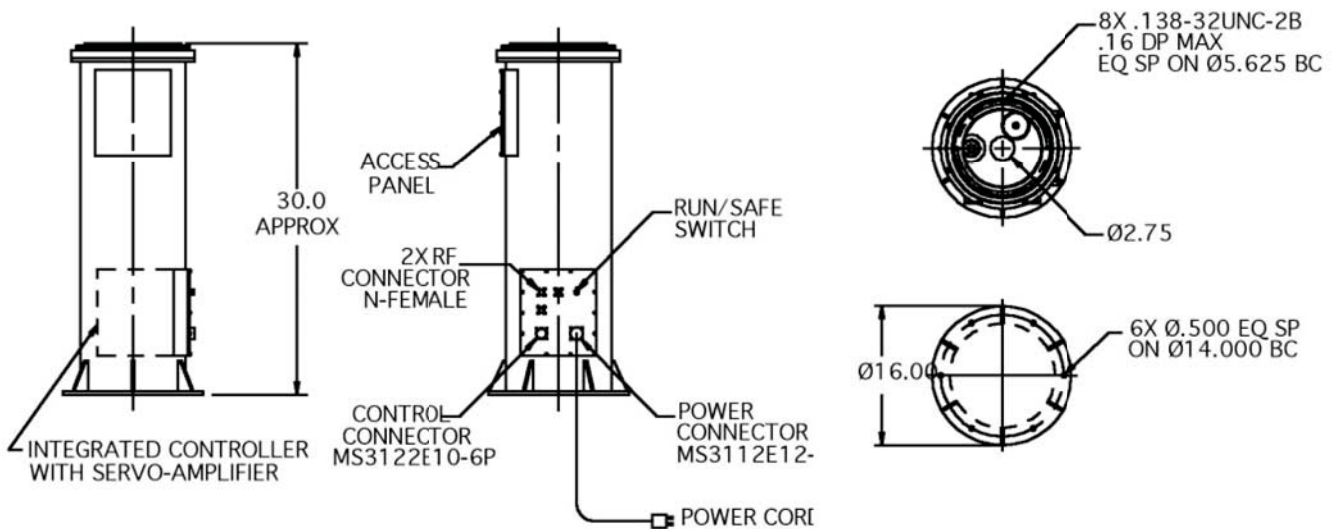 30.0
APPROX
INTEGRATED CONTROLLER
WITH SERVO-AMPLIFIER
ACCESS
PANEL
RUN/SAFE
SWITCH
2X RF
CONNECTOR
N-FEMALE
CONTROL
CONNECTOR
MS3122E10-6P
POWER
CONNECTOR
MS3112E12-
POWER CORD
8X .138-32UNC-2B
.16 DP MAX
EQ SP ON Ø5.625 BC
Ø2.75
Ø16.00
6X Ø.500 EQ SP
ON Ø14.000 BC